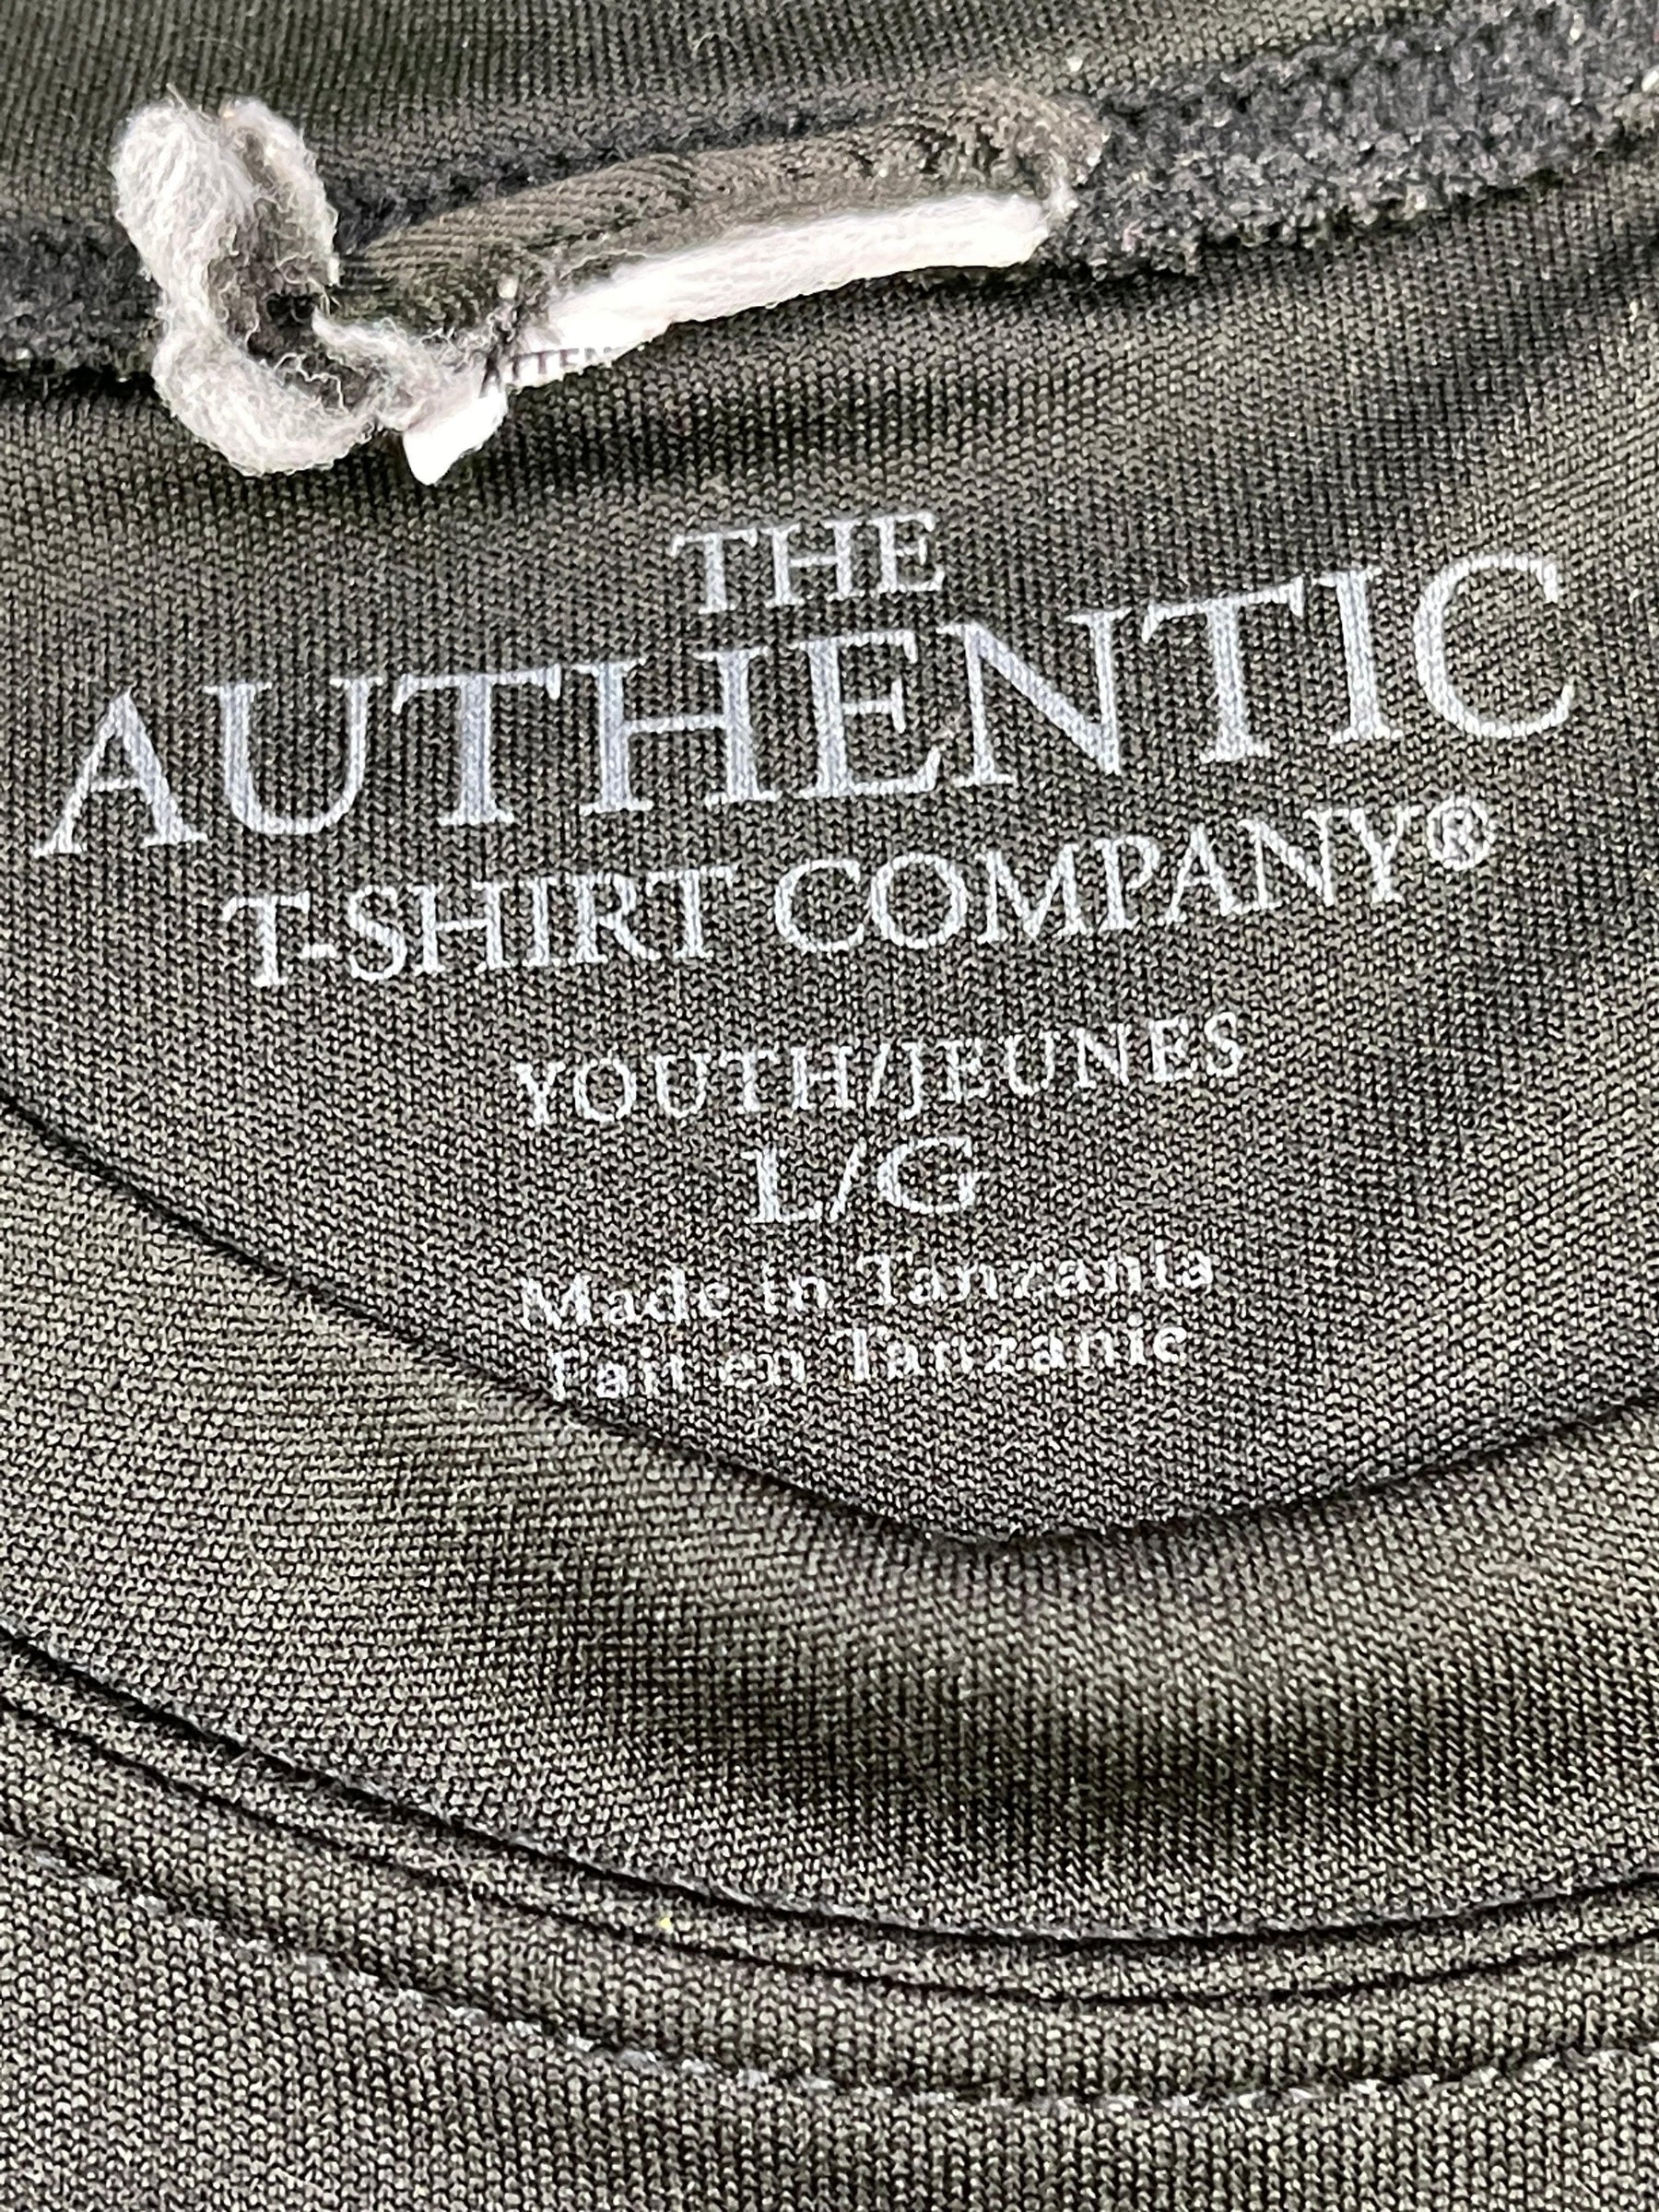 THE
AUTHENTIC
T-SHIRT COMPANY®
YOUTH/JEUNES
L/G
Made in Tanzania
Fait en Tanzanie